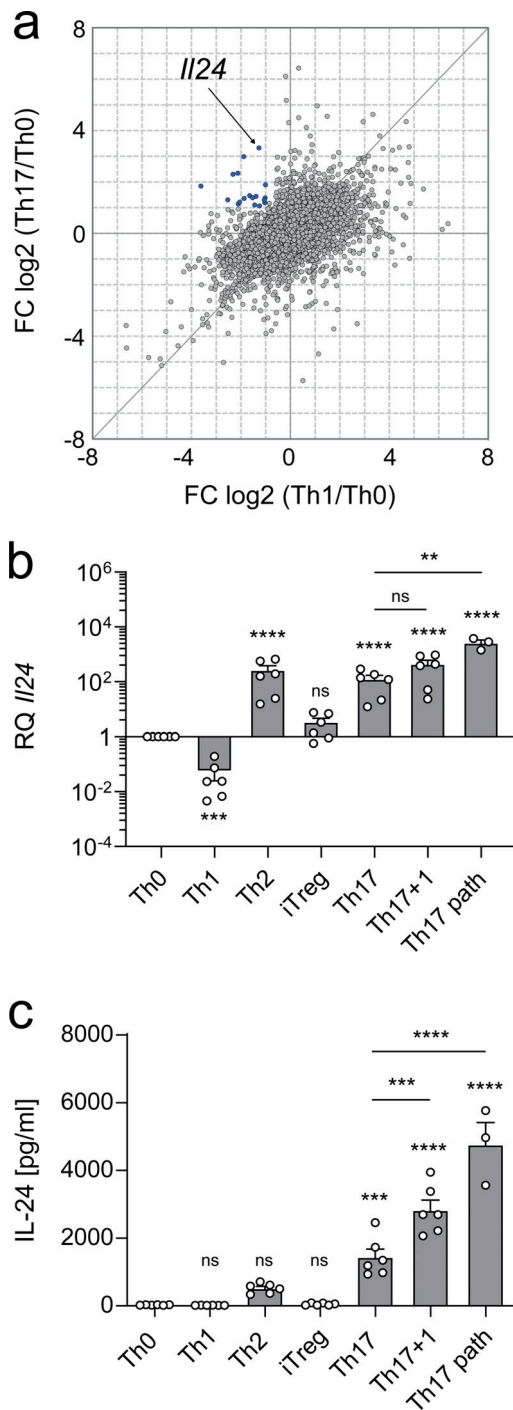 a
8
4
0
-4
-8
-8
-4
0
4
8
Il24
FC log2 (Th17/Th0)
FC log2 (Th1/Th0)
b
**
ns
****
***
****
ns
****
****
****
10^6
10^4
10^2
1
10^-2
10^-4
RQ Il24
Th0
Th1
Th2
iTreg
Th17
Th17+1
Th17 path
c
8000
6000
4000
2000
0
IL-24 [pg/ml]
****
***
ns
ns
ns
***
****
****
Th0
Th1
Th2
iTreg
Th17
Th17+1
Th17 path